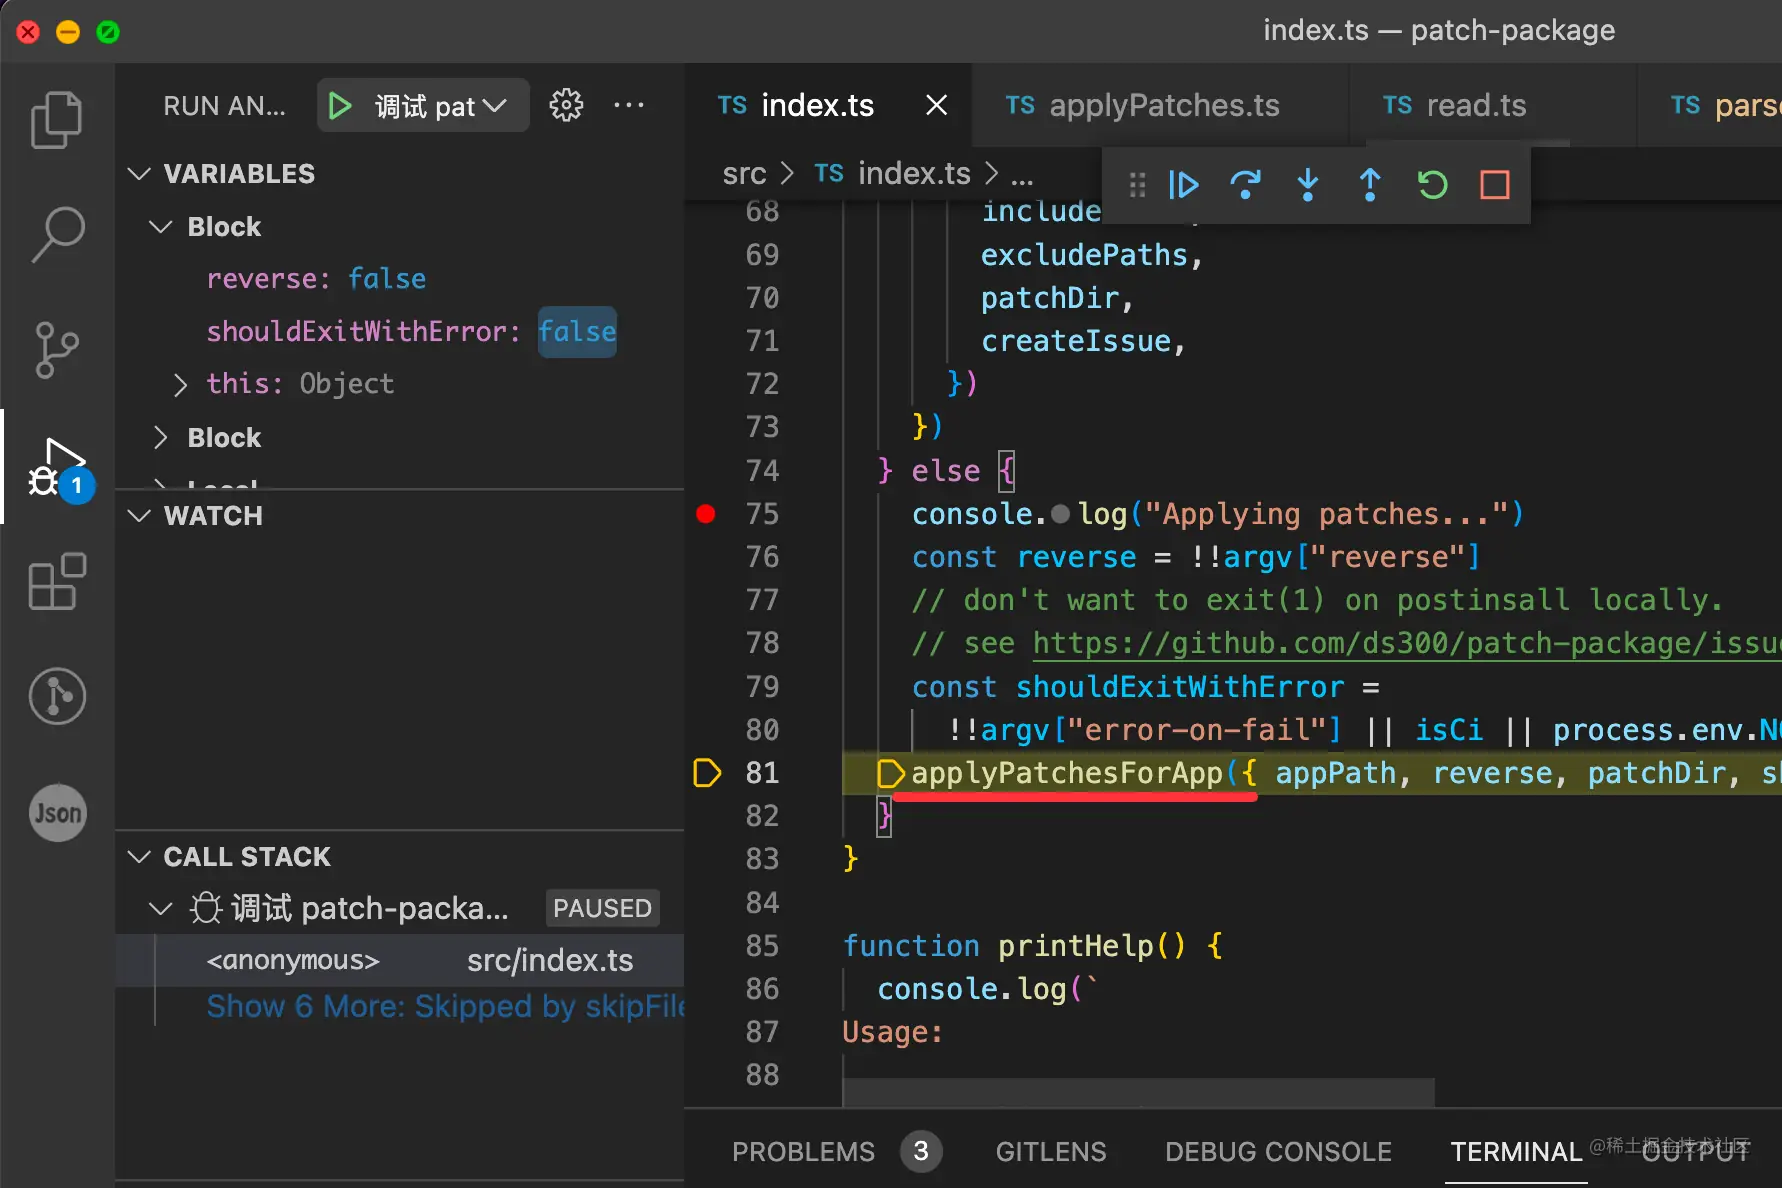 index.ts — patch-package
RUN AN...
调试 pat
VARIABLES
Block
reverse: false
shouldExitWithError: false
this: Object
Block
WATCH
CALL STACK
调试 patch-packa...
PAUSED
<anonymous>
src/index.ts
Show 6 More: Skipped by skipFile
1
Json
TS index.ts
TS applyPatches.ts
TS read.ts
TS parse
src > TS index.ts > ...
68 include
69 excludePaths,
70 patchDir,
71 createIssue,
72 })
73 })
74 } else {
75 console.log("Applying patches...")
76 const reverse = !!argv["reverse"]
77 // don't want to exit(1) on postinsall locally.
78 // see https://github.com/ds300/patch-package/issu
79 const shouldExitWithError =
80 !!argv["error-on-fail"] || isCi || process.env.NO
81 applyPatchesForApp({ appPath, reverse, patchDir, sh
82 }
83 }
84
85 function printHelp() {
86 console.log(`
87 Usage:
88
PROBLEMS 3
GITLENS
DEBUG CONSOLE
TERMINAL
OUTPUT
@稀土掘金技术社区